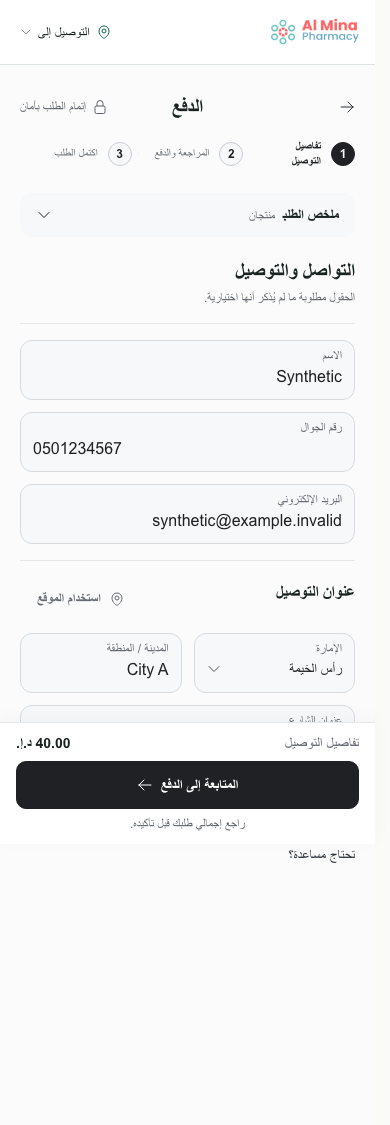 Al Mina
Pharmacy
التوصيل إلى
الدفع
إتمام الطلب بأمان
1 تفاصيل التوصيل
2 المراجعة والدفع
3 اكتمل الطلب
ملخص الطلب منتجان
التواصل والتوصيل
الحقول مطلوبة ما لم يُذكر أنها اختيارية.
الاسم
Synthetic
رقم الجوال
0501234567
البريد الإلكتروني
synthetic@example.invalid
عنوان التوصيل
استخدام الموقع
الإمارة
رأس الخيمة
المدينة / المنطقة
City A
عنوان الشارع
تفاصيل التوصيل
40.00 د.إ.
المتابعة إلى الدفع
راجع إجمالي طلبك قبل تأكيده.
تحتاج مساعدة؟